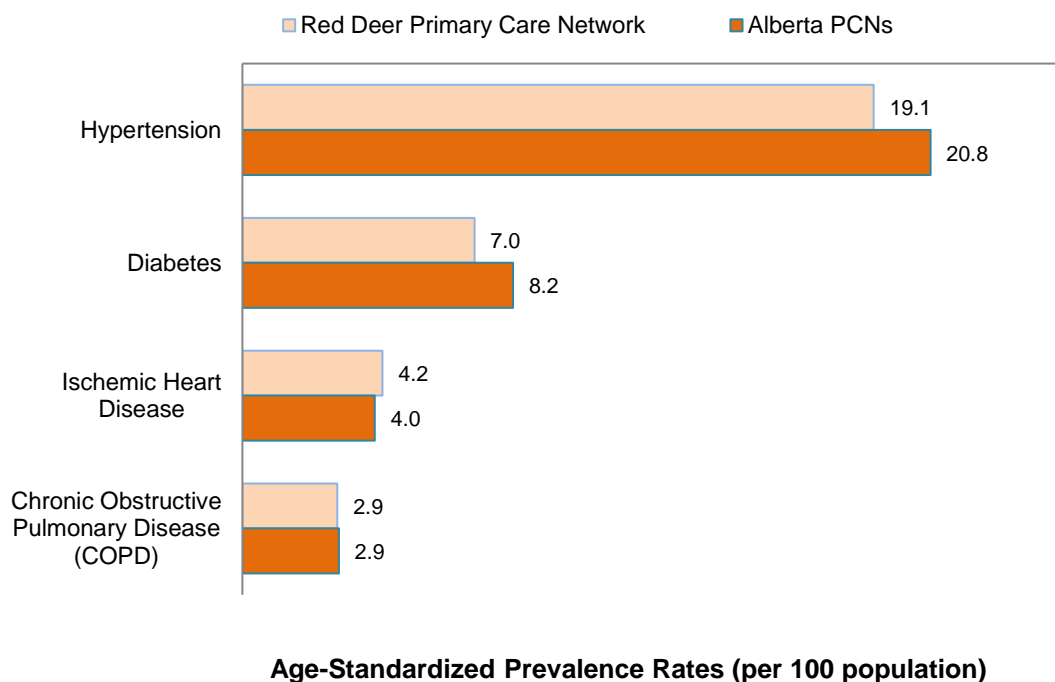 Red Deer Primary Care Network
Alberta PCNs
Hypertension
19.1
20.8
Diabetes
7.0
8.2
Ischemic Heart
Disease
4.2
4.0
Chronic Obstructive
Pulmonary Disease
(COPD)
2.9
2.9
Age-Standardized Prevalence Rates (per 100 population)